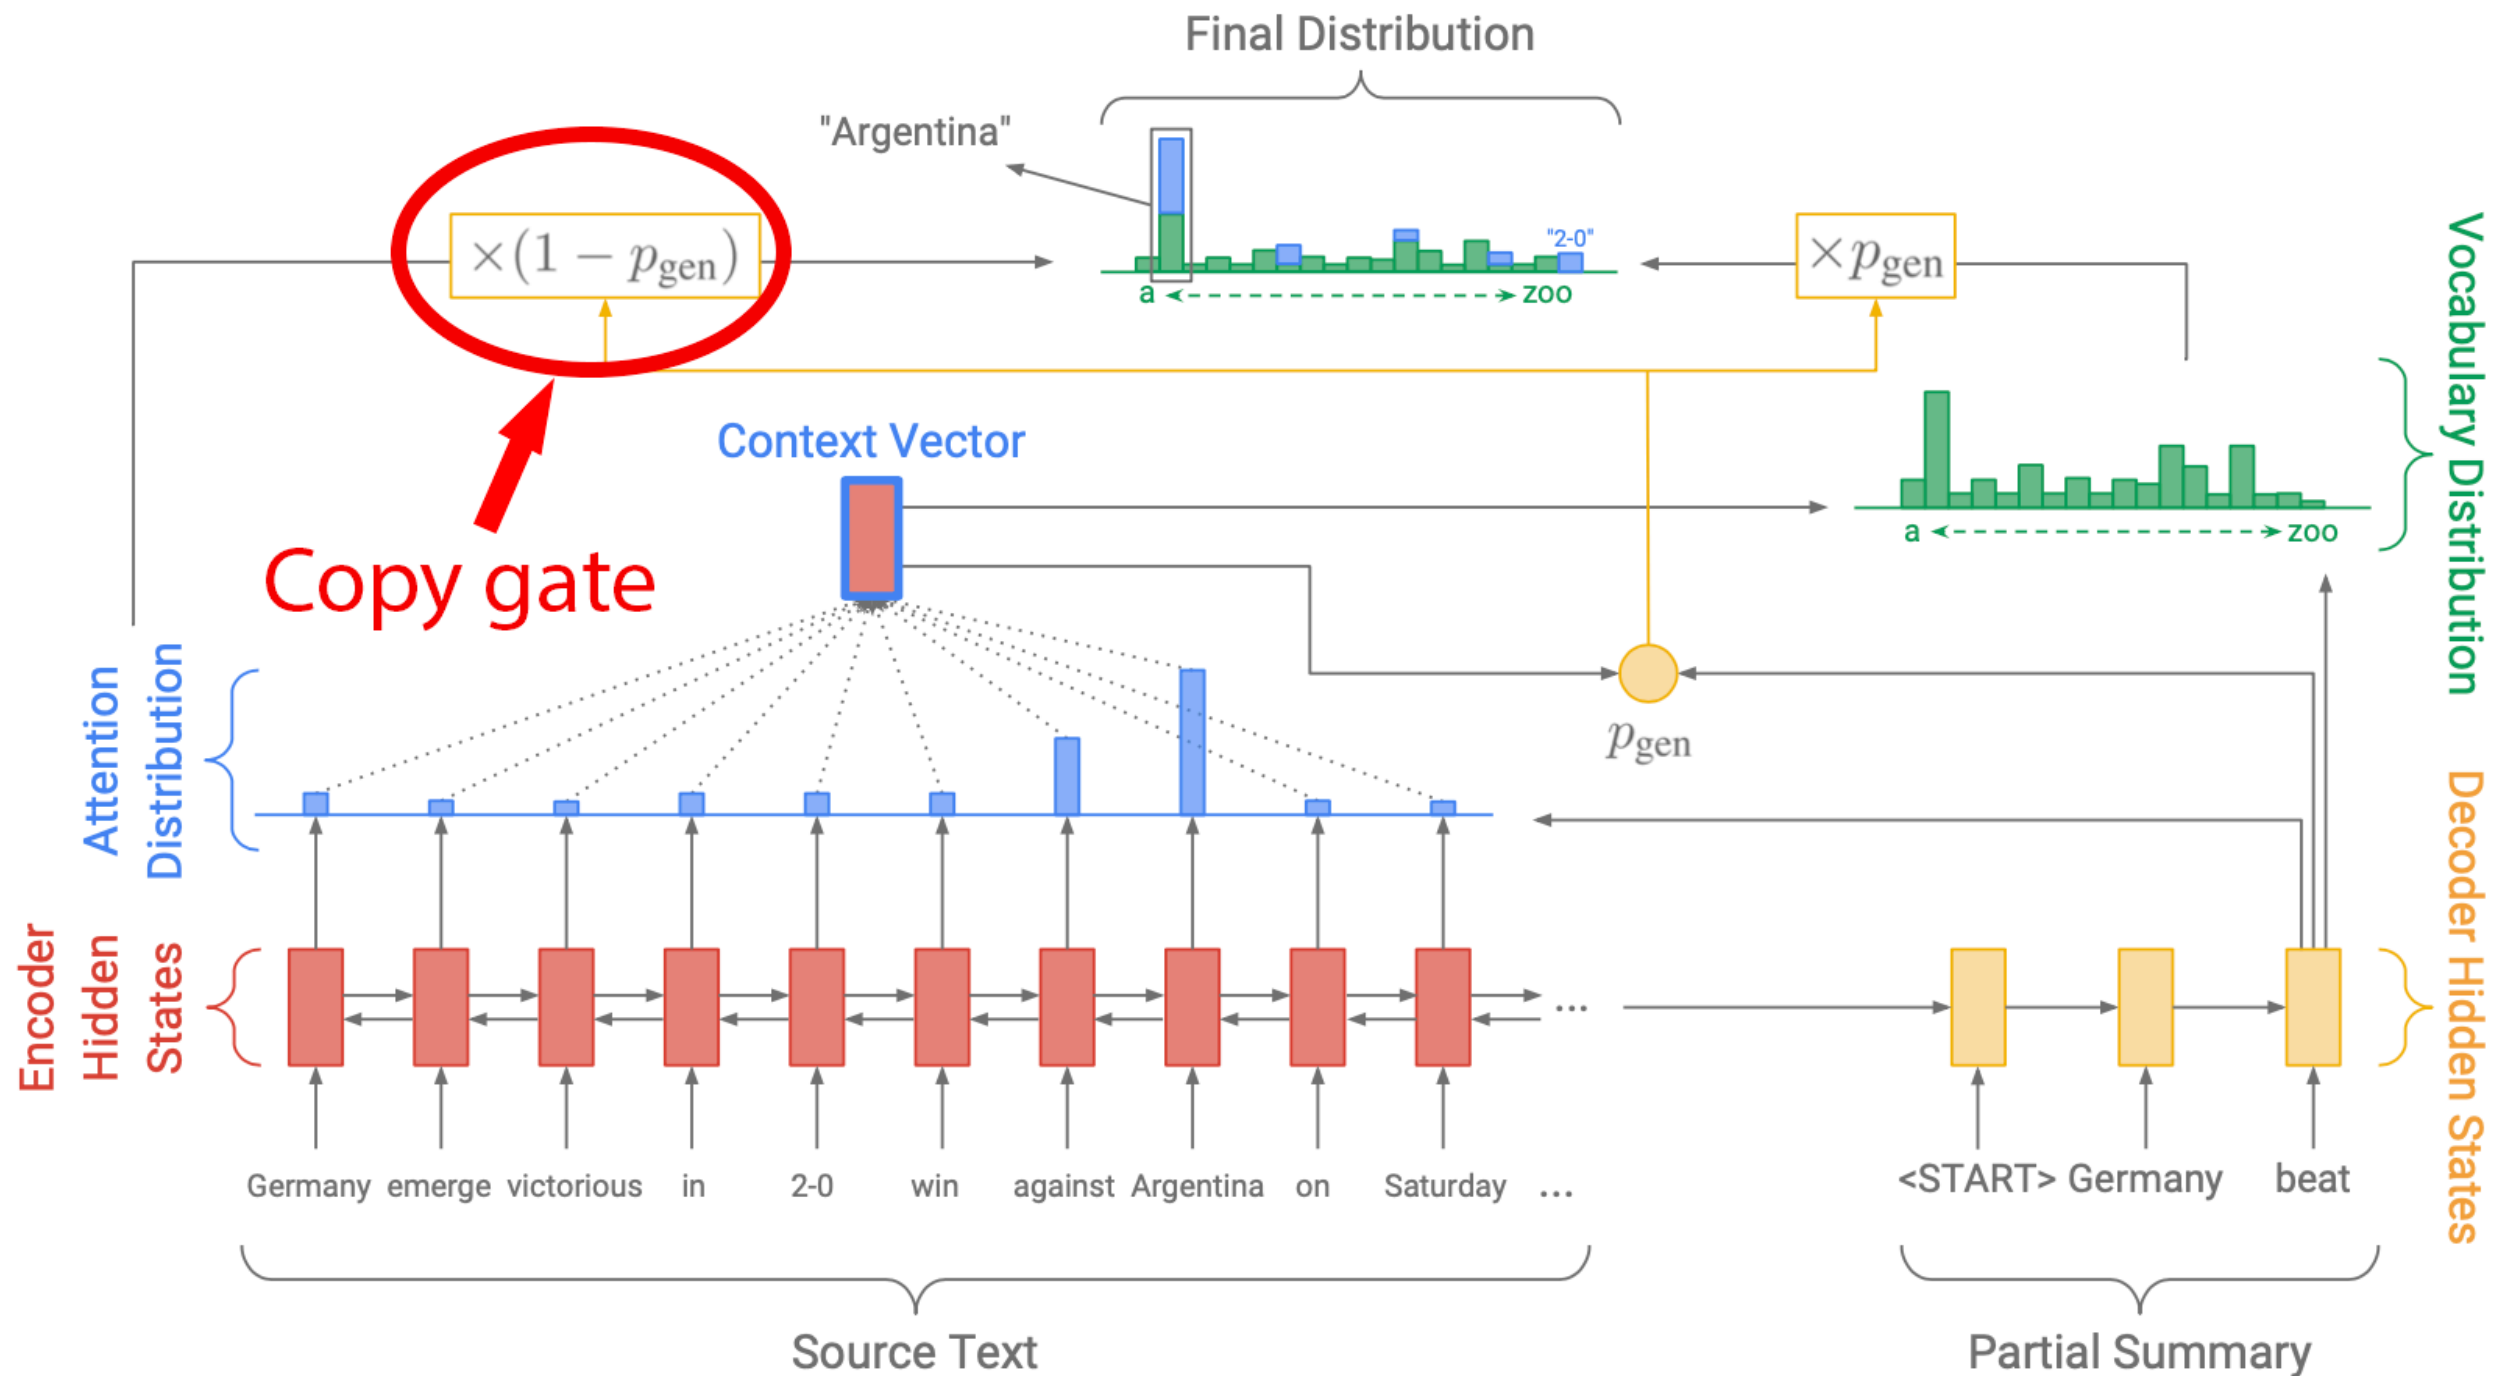 Final Distribution
"Argentina"
×(1 − pgen)
"2-0"
×pgen
a
zoo
Context Vector
Copy gate
a
zoo
Vocabulary Distribution
Attention
Distribution
pgen
Encoder
Hidden
States
...
Decoder Hidden States
Germany emerge victorious in 2-0 win against Argentina on Saturday ...
<START> Germany beat
Source Text
Partial Summary